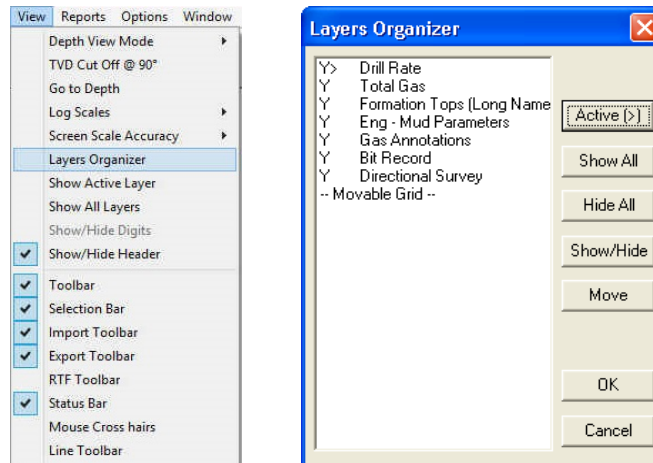 View Reports Options Window
Depth View Mode
TVD Cut Off @ 90°
Go to Depth
Log Scales
Screen Scale Accuracy
Layers Organizer
Show Active Layer
Show All Layers
Show/Hide Digits
Show/Hide Header
Toolbar
Selection Bar
Import Toolbar
Export Toolbar
RTF Toolbar
Status Bar
Mouse Cross hairs
Line Toolbar
Layers Organizer
Y> Drill Rate
Y Total Gas
Y Formation Tops (Long Name
Y Eng - Mud Parameters
Y Gas Annotations
Y Bit Record
Y Directional Survey
-- Movable Grid --
Active (>)
Show All
Hide All
Show/Hide
Move
OK
Cancel